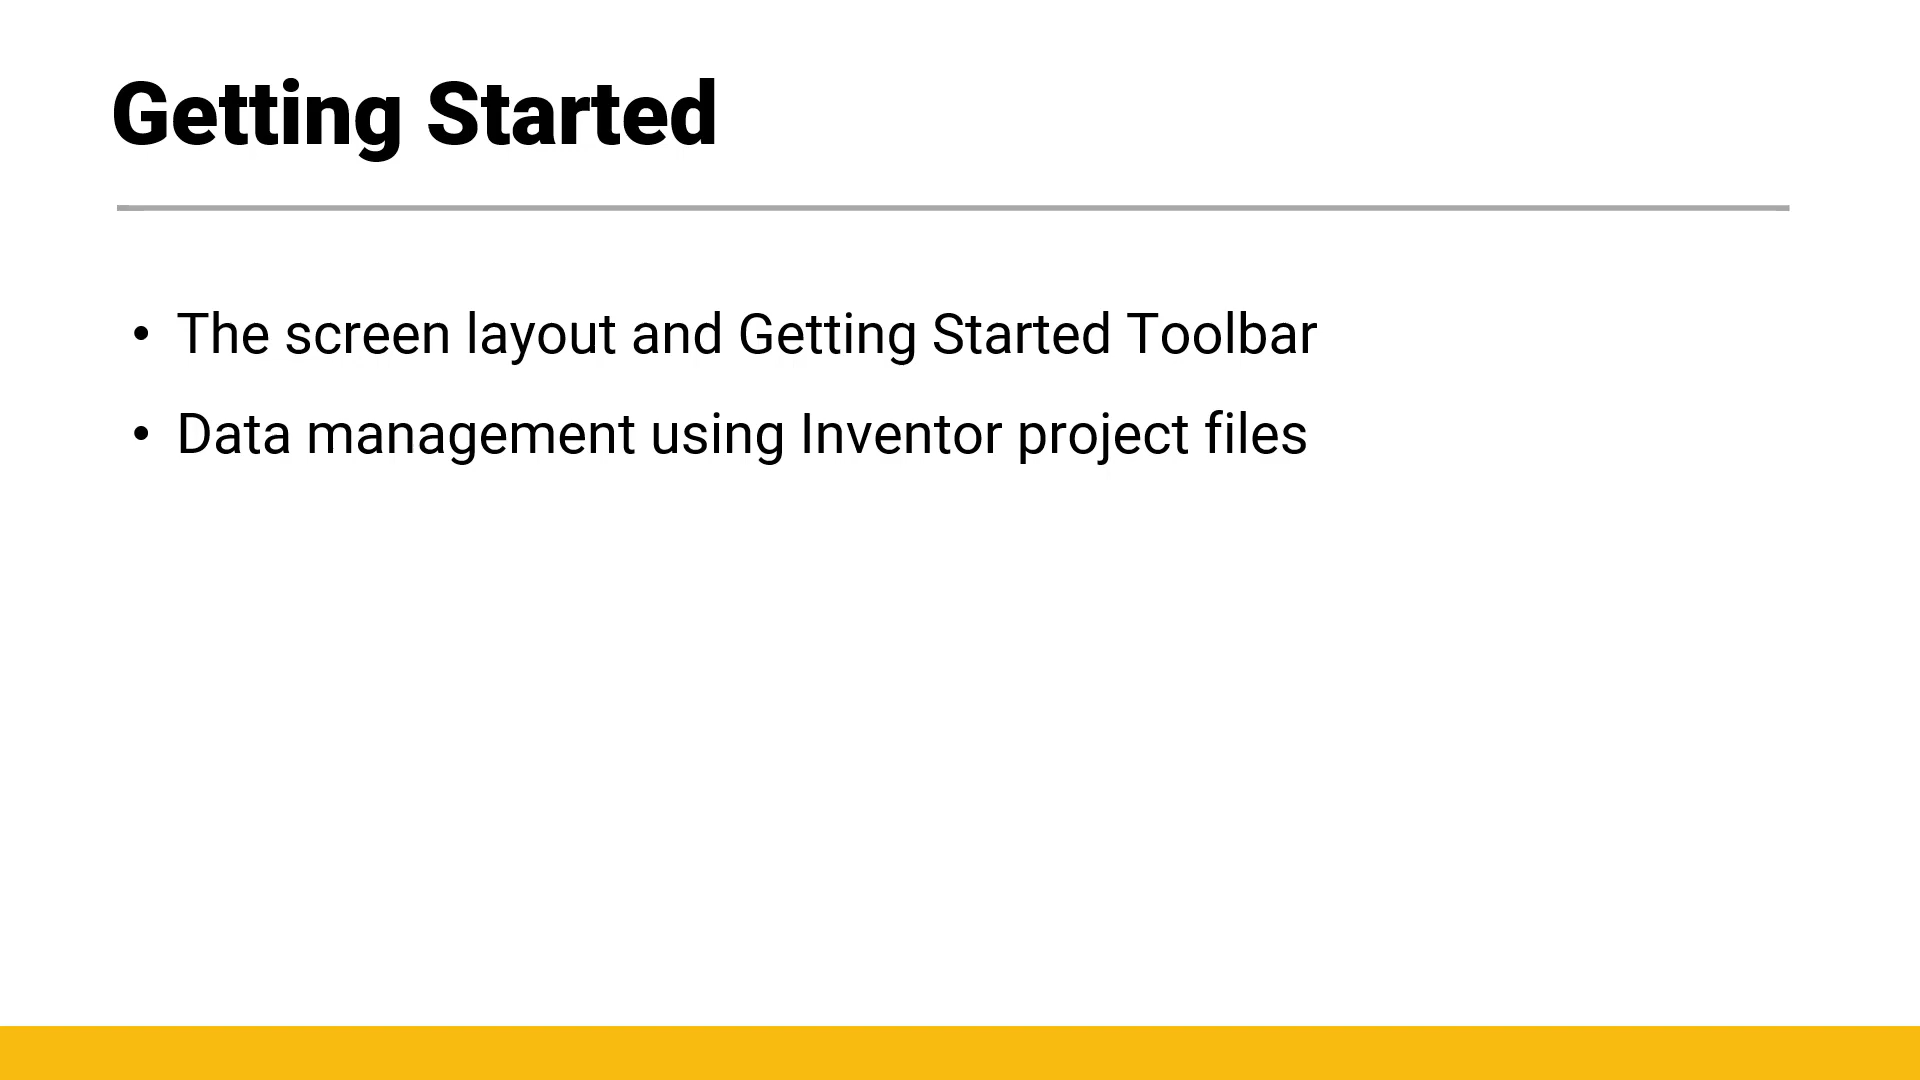 Getting Started
• The screen layout and Getting Started Toolbar
• Data management using Inventor project files